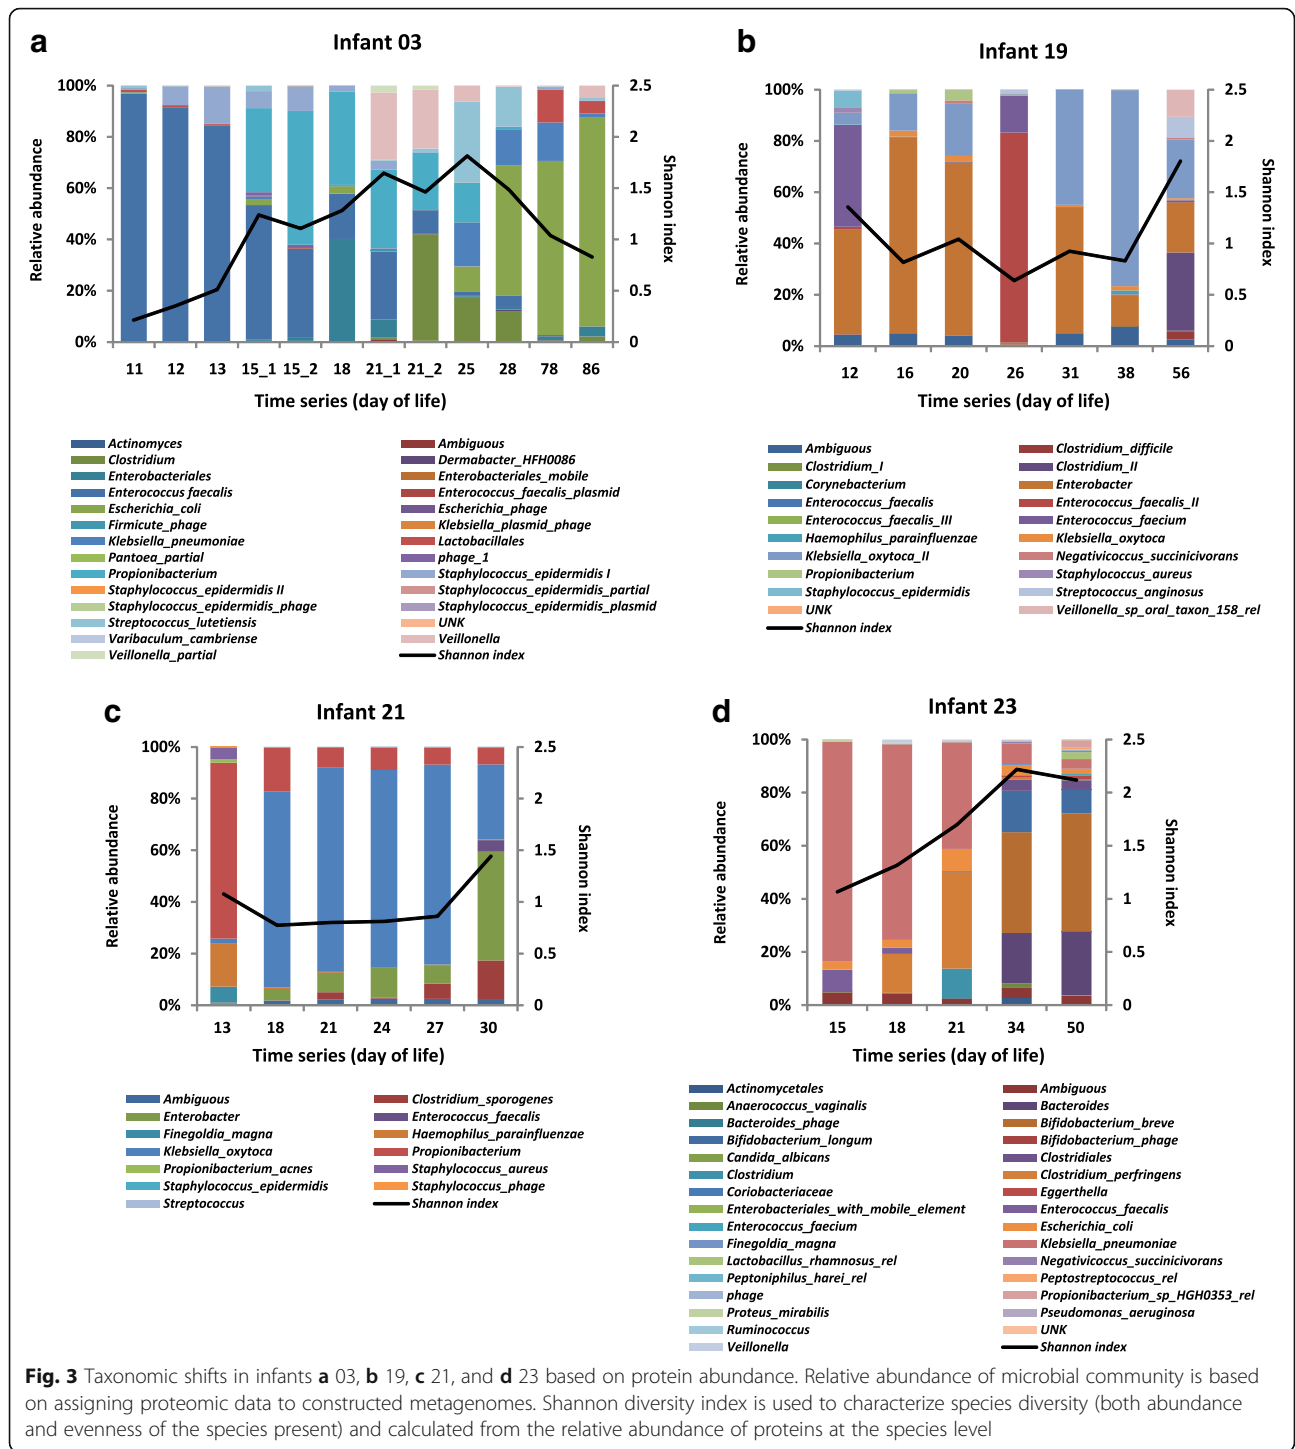 a
Infant 03
100%
80%
60%
40%
20%
0%
Relative abundance
2.5
2
1.5
1
0.5
0
Shannon index
11 12 13 15_1 15_2 18 21_1 21_2 25 28 78 86
Time series (day of life)
Actinomyces Ambiguous
Clostridium Dermabacter_HFH0086
Enterobacteriales Enterobacteriales_mobile
Enterococcus faecalis Enterococcus_faecalis_plasmid
Escherichia_coli Escherichia_phage
Firmicute_phage Klebsiella_plasmid_phage
Klebsiella_pneumoniae Lactobacillales
Pantoea_partial phage_1
Propionibacterium Staphylococcus_epidermidis I
Staphylococcus_epidermidis II Staphylococcus_epidermidis_partial
Staphylococcus_epidermidis_phage Staphylococcus_epidermidis_plasmid
Streptococcus_lutetiensis UNK
Varibaculum_cambriense Veillonella
Veillonella_partial Shannon index
b
Infant 19
100%
80%
60%
40%
20%
0%
Relative abundance
2.5
2
1.5
1
0.5
0
Shannon index
12 16 20 26 31 38 56
Time series (day of life)
Ambiguous Clostridium_difficile
Clostridium_I Clostridium_II
Corynebacterium Enterobacter
Enterococcus_faecalis Enterococcus_faecalis_II
Enterococcus_faecalis_III Enterococcus_faecium
Haemophilus_parainfluenzae Klebsiella_oxytoca
Klebsiella_oxytoca_II Negativicoccus_succinicivorans
Propionibacterium Staphylococcus_aureus
Staphylococcus_epidermidis Streptococcus_anginosus
UNK Veillonella_sp_oral_taxon_158_rel
Shannon index
c
Infant 21
100%
80%
60%
40%
20%
0%
Relative abundance
2.5
2
1.5
1
0.5
0
Shannon index
13 18 21 24 27 30
Time series (day of life)
Ambiguous Clostridium_sporogenes
Enterobacter Enterococcus_faecalis
Finegoldia_magna Haemophilus_parainfluenzae
Klebsiella_oxytoca Propionibacterium
Propionibacterium_acnes Staphylococcus_aureus
Staphylococcus_epidermidis Staphylococcus_phage
Streptococcus Shannon index
d
Infant 23
100%
80%
60%
40%
20%
0%
Relative abundance
2.5
2
1.5
1
0.5
0
Shannon index
15 18 21 34 50
Time series (day of life)
Actinomycetales Ambiguous
Anaerococcus_vaginalis Bacteroides
Bacteroides_phage Bifidobacterium_breve
Bifidobacterium_longum Bifidobacterium_phage
Candida_albicans Clostridiales
Clostridium Clostridium_perfringens
Coriobacteriaceae Eggerthella
Enterobacteriales_with_mobile_element Enterococcus_faecalis
Enterococcus_faecium Escherichia_coli
Finegoldia_magna Klebsiella_pneumoniae
Lactobacillus_rhamnosus_rel Negativicoccus_succinicivorans
Peptoniphilus_harei_rel Peptostreptococcus_rel
phage Propionibacterium_sp_HGH0353_rel
Proteus_mirabilis Pseudomonas_aeruginosa
Ruminococcus UNK
Veillonella Shannon index
Fig. 3 Taxonomic shifts in infants a 03, b 19, c 21, and d 23 based on protein abundance. Relative abundance of microbial community is based
on assigning proteomic data to constructed metagenomes. Shannon diversity index is used to characterize species diversity (both abundance
and evenness of the species present) and calculated from the relative abundance of proteins at the species level